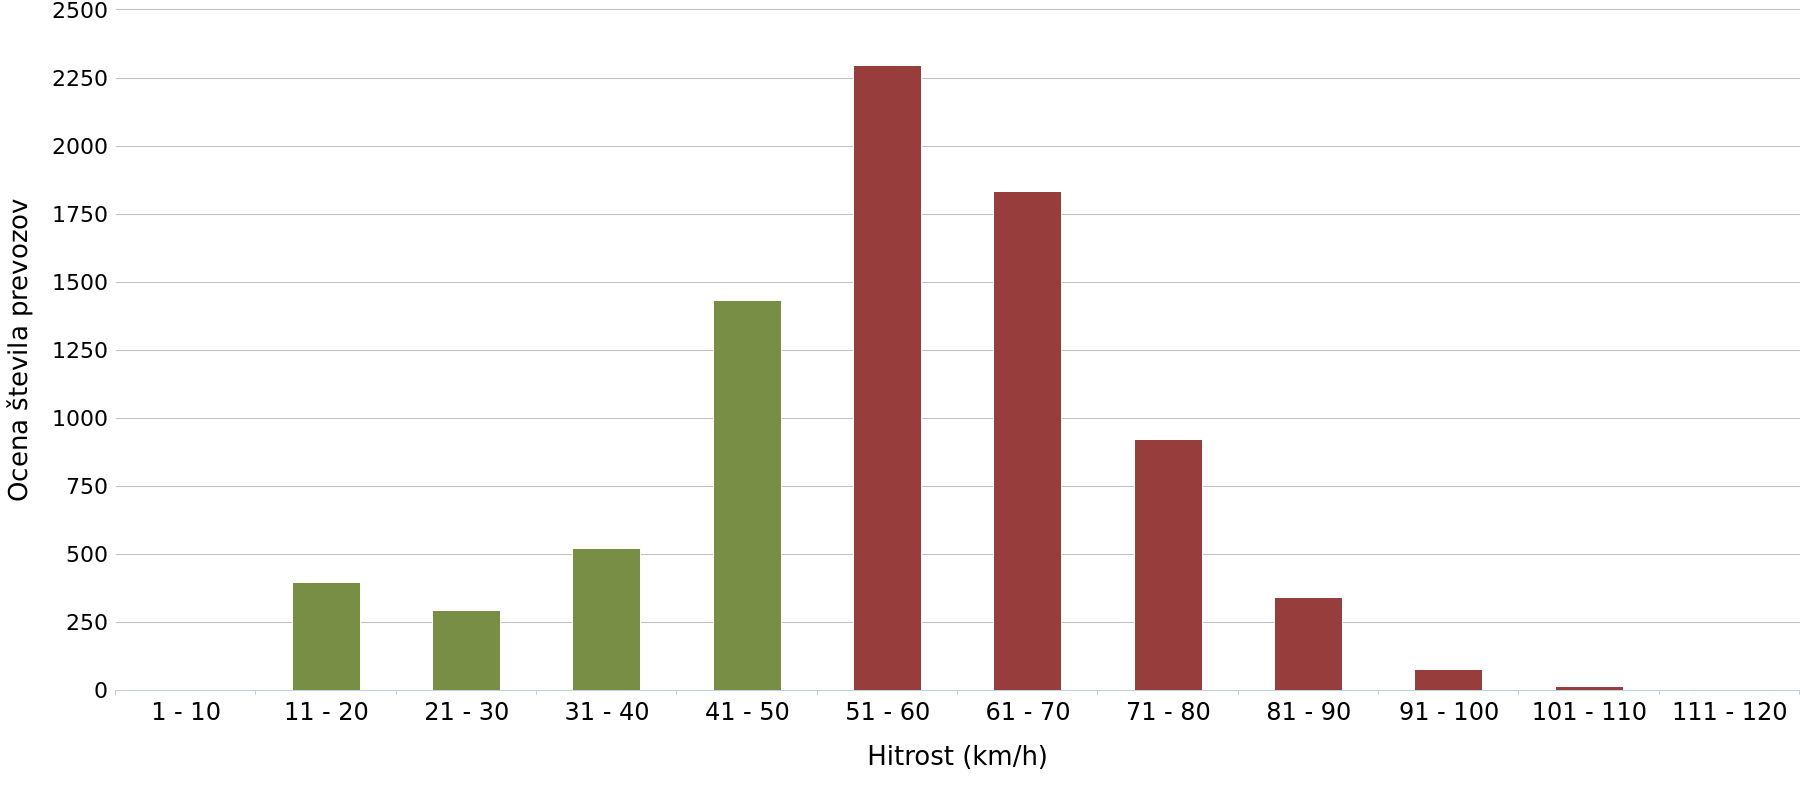 Ocena števila prevozov
2500
2250
2000
1750
1500
1250
1000
750
500
250
0
1 - 10
11 - 20
21 - 30
31 - 40
41 - 50
51 - 60
61 - 70
71 - 80
81 - 90
91 - 100
101 - 110
111 - 120
Hitrost (km/h)